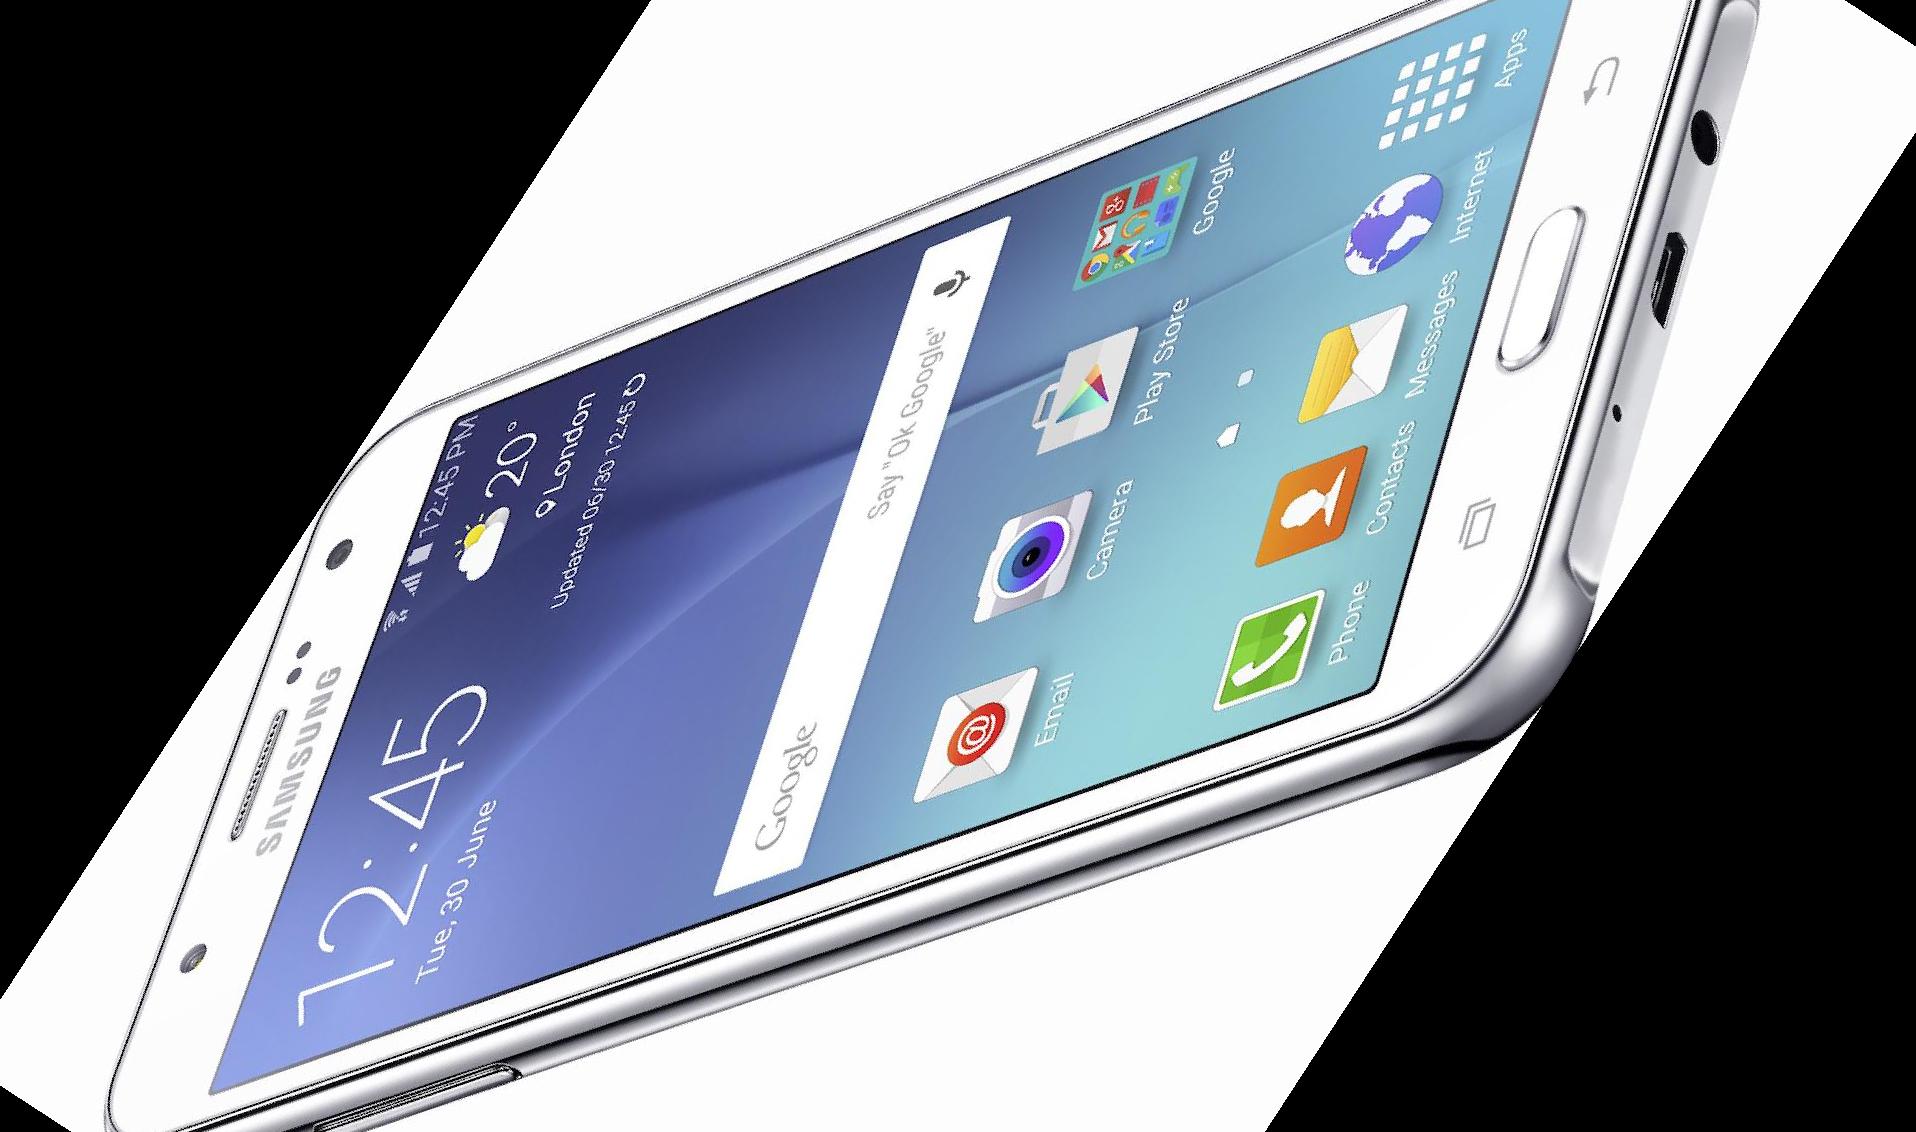 SAMSUNG
12:45 PM
12:45
20°
London
Tue, 30 June
Updated 06/30 12:45
Google
Say "Ok Google"
Email
Camera
Play Store
Google
Phone
Contacts
Messages
Internet
Apps